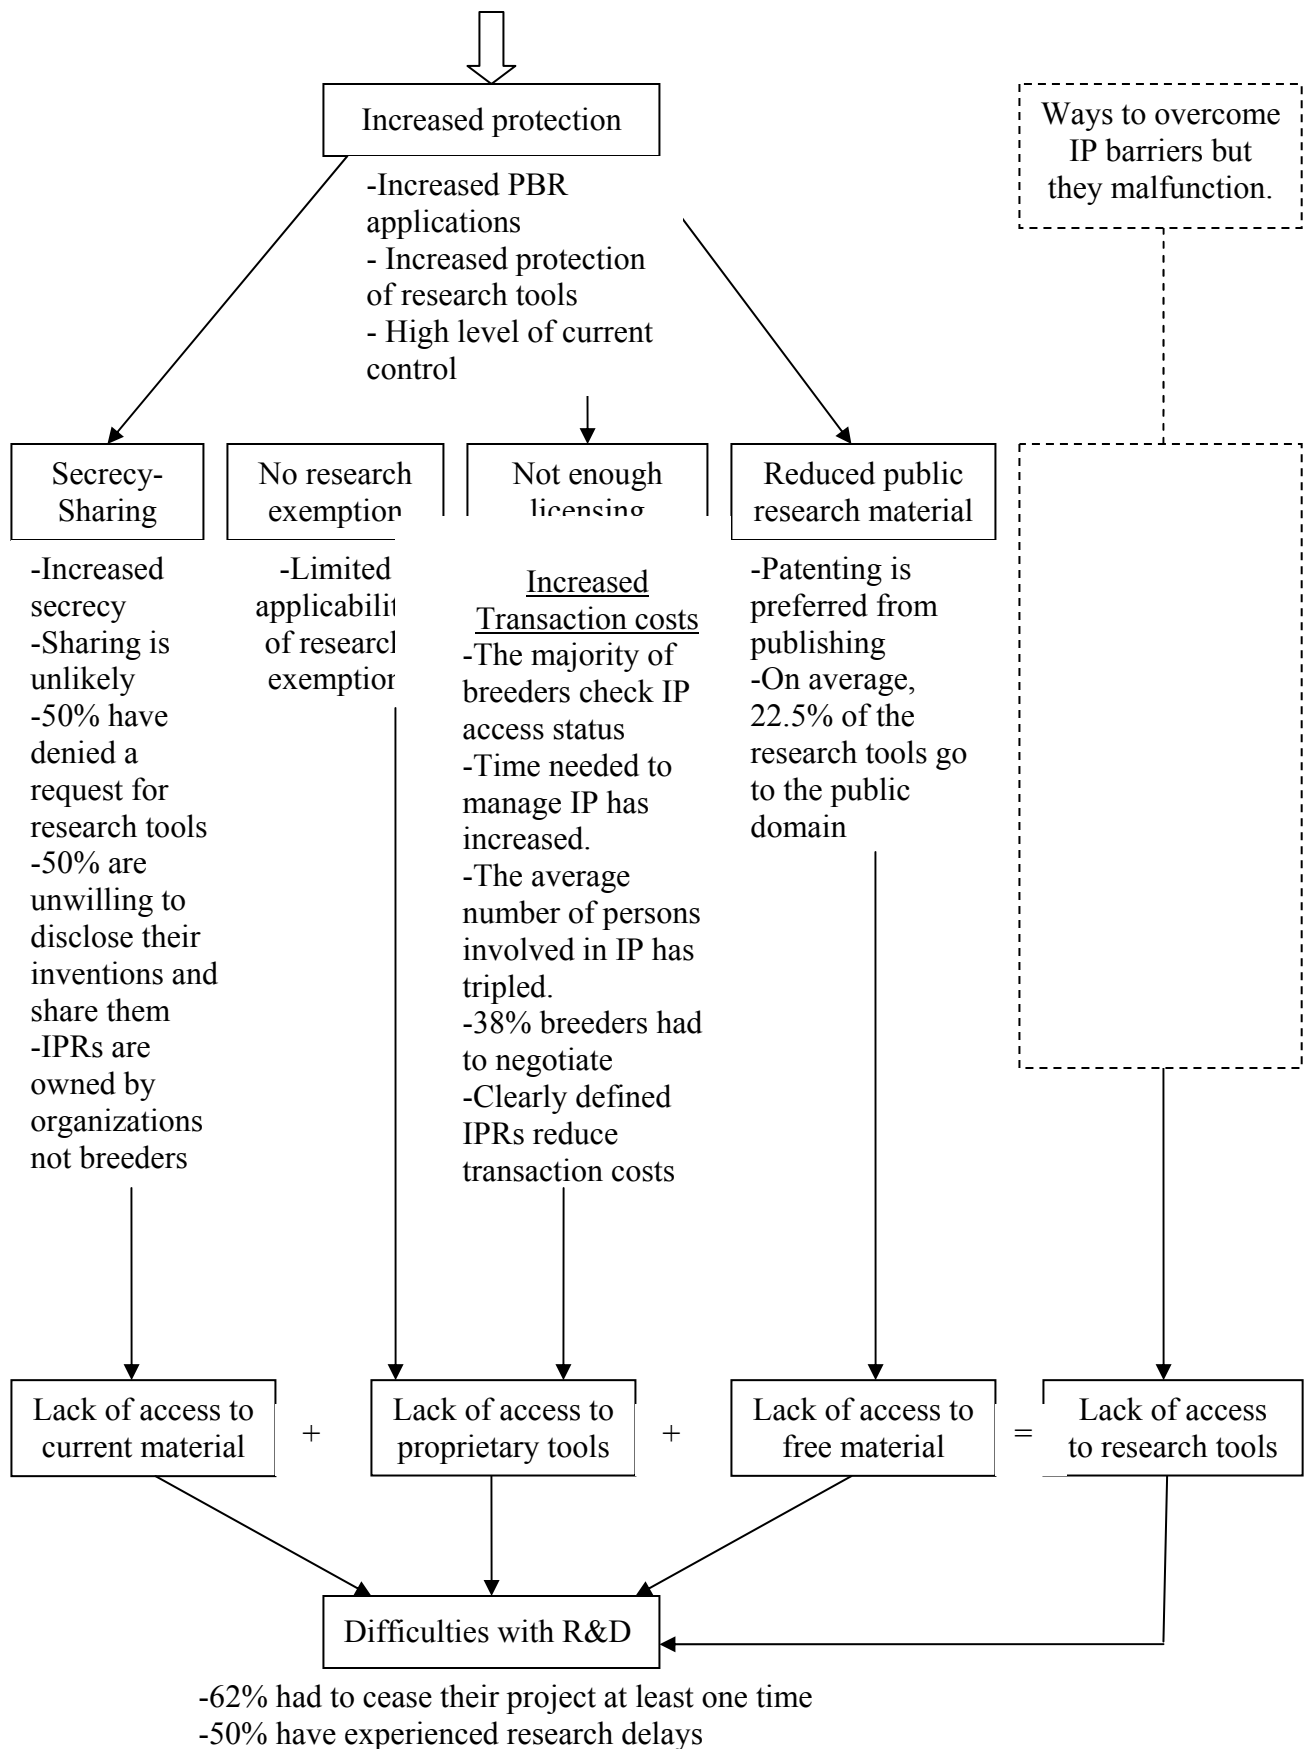 Increased protection
-Increased PBR
applications
- Increased protection
of research tools
- High level of current
control
Ways to overcome
IP barriers but
they malfunction.
Secrecy-
Sharing
-Increased
secrecy
-Sharing is
unlikely
-50% have
denied a
request for
research tools
-50% are
unwilling to
disclose their
inventions and
share them
-IPRs are
owned by
organizations
not breeders
No research
exemption
-Limited
applicabilit
of research
exemption
Not enough
licensing
Increased
Transaction costs
-The majority of
breeders check IP
access status
-Time needed to
manage IP has
increased.
-The average
number of persons
involved in IP has
tripled.
-38% breeders had
to negotiate
-Clearly defined
IPRs reduce
transaction costs
Reduced public
research material
-Patenting is
preferred from
publishing
-On average,
22.5% of the
research tools go
to the public
domain
Lack of access to
current material
+
Lack of access to
proprietary tools
+
Lack of access to
free material
=
Lack of access
to research tools
Difficulties with R&D
-62% had to cease their project at least one time
-50% have experienced research delays